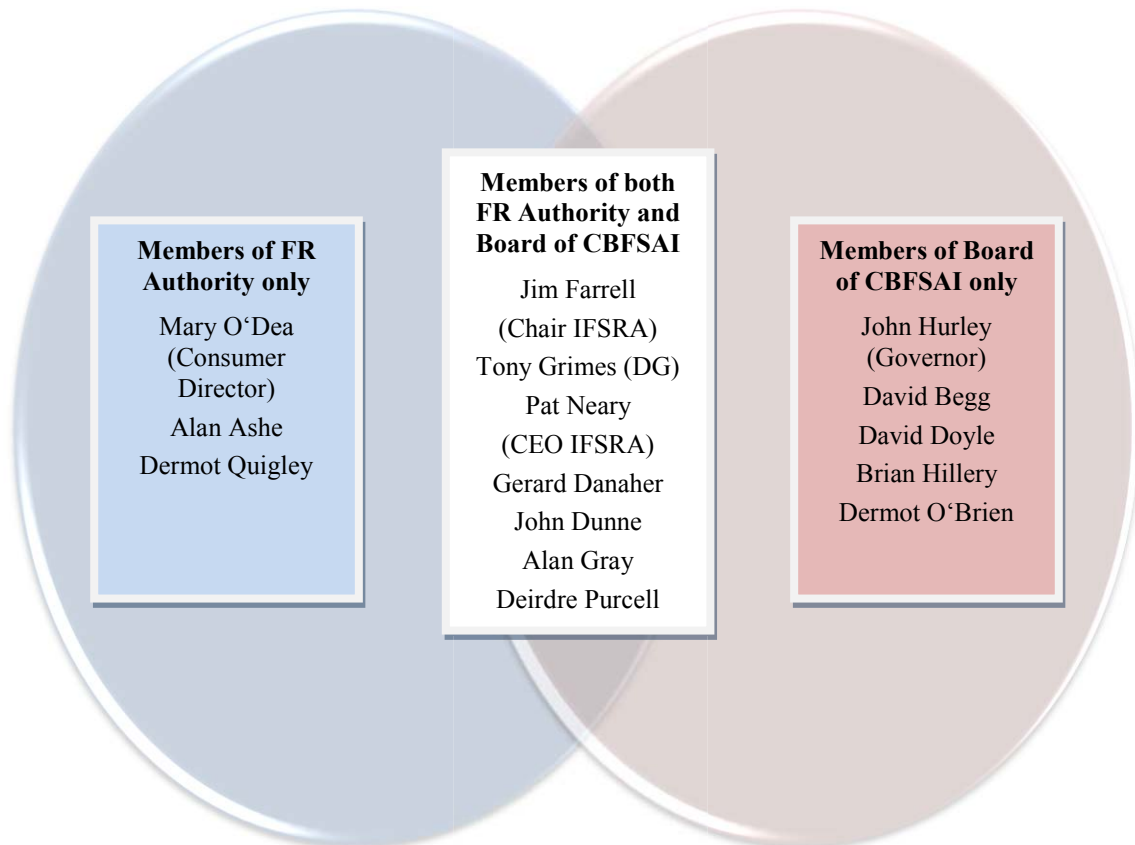 Members of FR
Authority only
Mary O‘Dea
(Consumer
Director)
Alan Ashe
Dermot Quigley
Members of both
FR Authority and
Board of CBFSAI
Jim Farrell
(Chair IFSRA)
Tony Grimes (DG)
Pat Neary
(CEO IFSRA)
Gerard Danaher
John Dunne
Alan Gray
Deirdre Purcell
Members of Board
of CBFSAI only
John Hurley
(Governor)
David Begg
David Doyle
Brian Hillery
Dermot O‘Brien